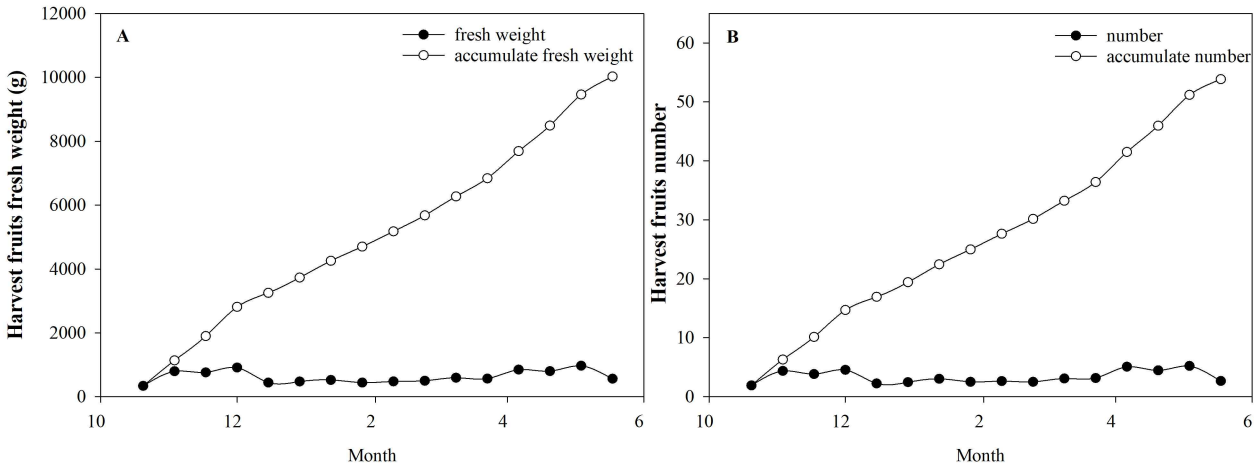 A
fresh weight
accumulate fresh weight
Harvest fruits fresh weight (g)
12000
10000
8000
6000
4000
2000
0
10
12
2
4
6
Month
B
number
accumulate number
Harvest fruits number
60
50
40
30
20
10
0
10
12
2
4
6
Month